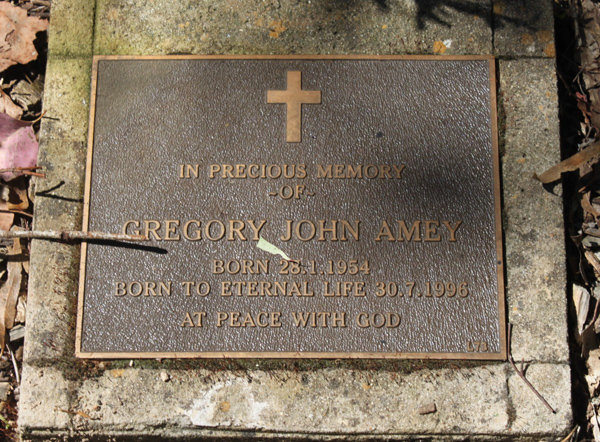 IN PRECIOUS MEMORY
~OF~
GREGORY JOHN AMEY
BORN 28.1.1954
BORN TO ETERNAL LIFE 30.7.1996
AT PEACE WITH GOD